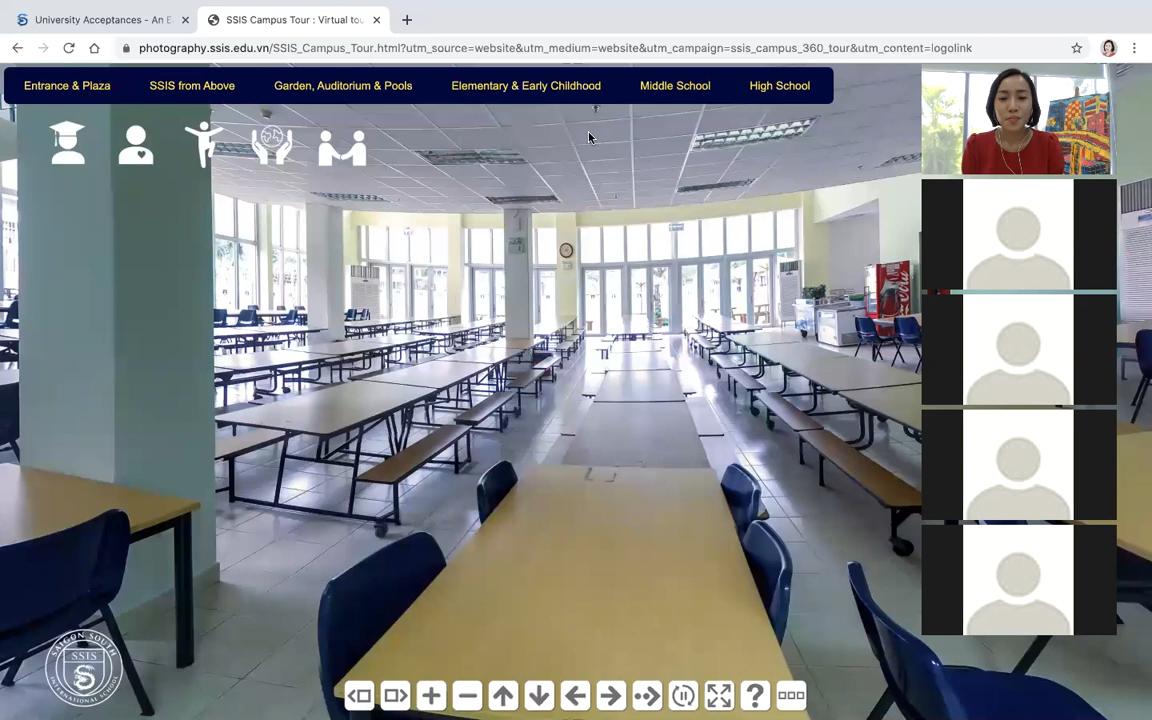 University Acceptances - An E
SSIS Campus Tour : Virtual tou
photography.ssis.edu.vn/SSIS_Campus_Tour.html?utm_source=website&utm_medium=website&utm_campaign=ssis_campus_360_tour&utm_content=logolink
Entrance & Plaza
SSIS from Above
Garden, Auditorium & Pools
Elementary & Early Childhood
Middle School
High School
SAIGON SOUTH
SSIS
INTERNATIONAL SCHOOL